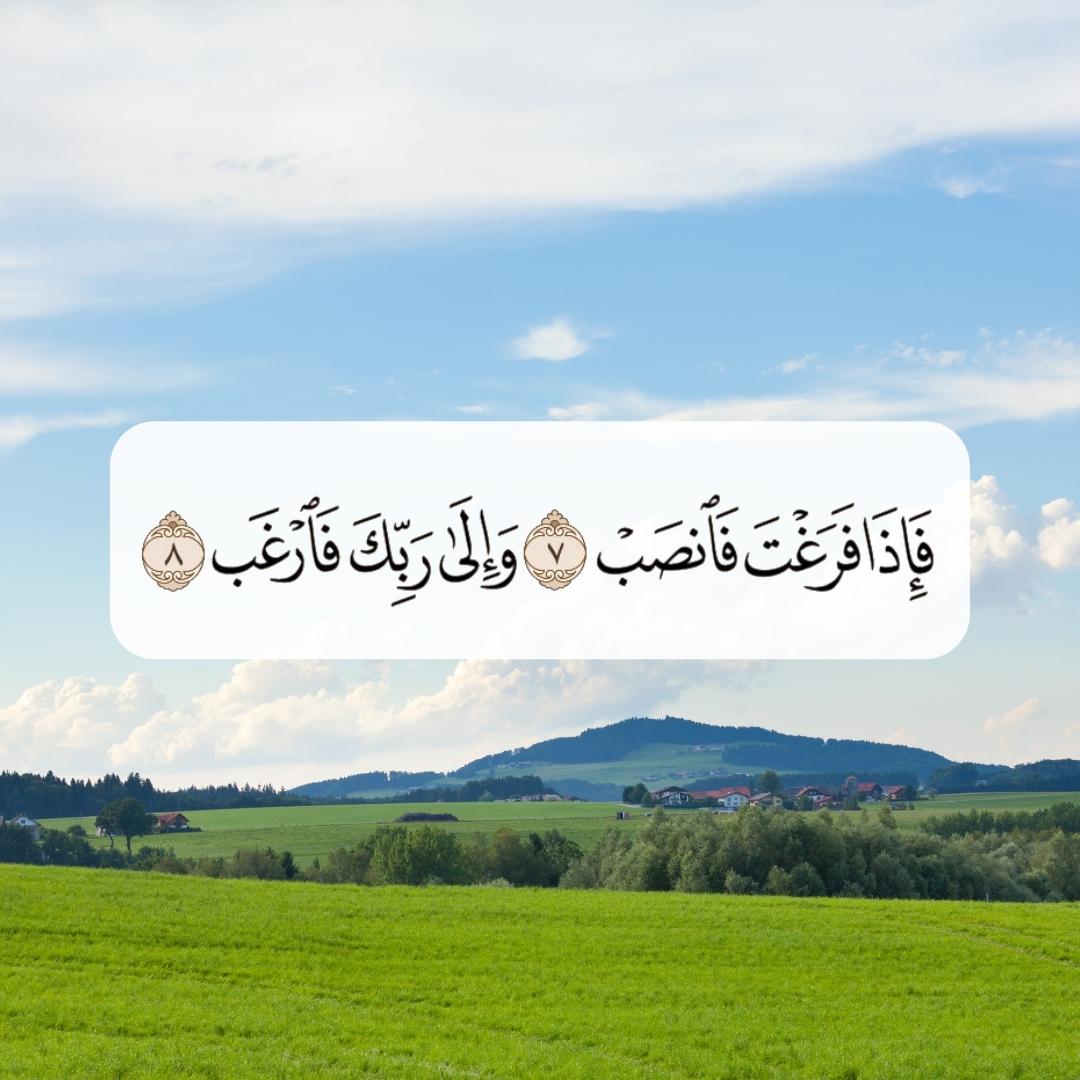 فَإِذَا فَرَغْتَ فَٱنصَبْ ٧ وَإِلَىٰ رَبِّكَ فَٱرْغَب ٨